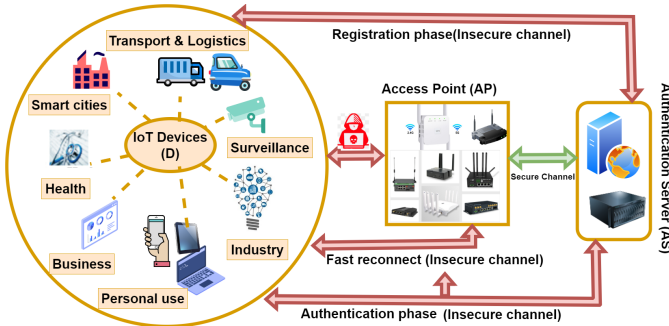 Transport & Logistics
Registration phase(Insecure channel)
Smart cities
Access Point (AP)
IoT Devices
(D)
Surveillance
Secure Channel
Health
Authentication Server (AS)
Business
Industry
Fast reconnect (Insecure channel)
Personal use
Authentication phase (Insecure channel)